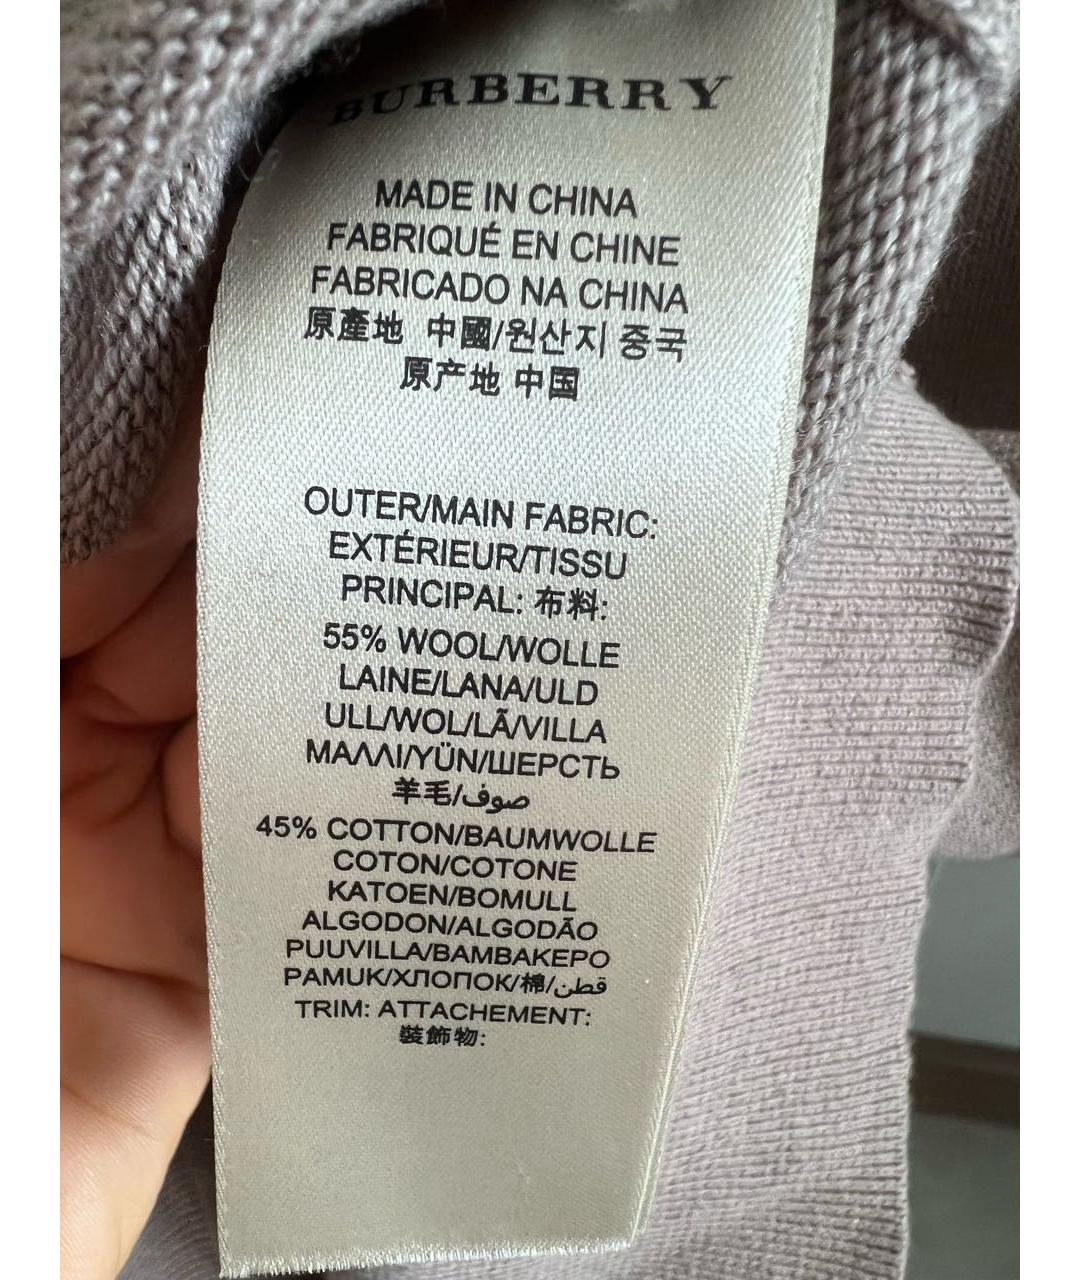 BURBERRY
MADE IN CHINA
FABRIQUÉ EN CHINE
FABRICADO NA CHINA
原產地 中國/원산지 중국
原产地 中国
OUTER/MAIN FABRIC:
EXTÉRIEUR/TISSU
PRINCIPAL: 布料:
55% WOOL/WOLLE
LAINE/LANA/ULD
ULL/WOL/LÃ/VILLA
ΜΑΛΛΙ/YÜN/ШЕРСТЬ
羊毛/صوف
45% COTTON/BAUMWOLLE
COTON/COTONE
KATOEN/BOMULL
ALGODON/ALGODÃO
PUUVILLA/ΒΑΜΒΑΚΕΡΟ
PAMUK/ХЛОПОК/棉/قطن
TRIM: ATTACHEMENT:
裝飾物: